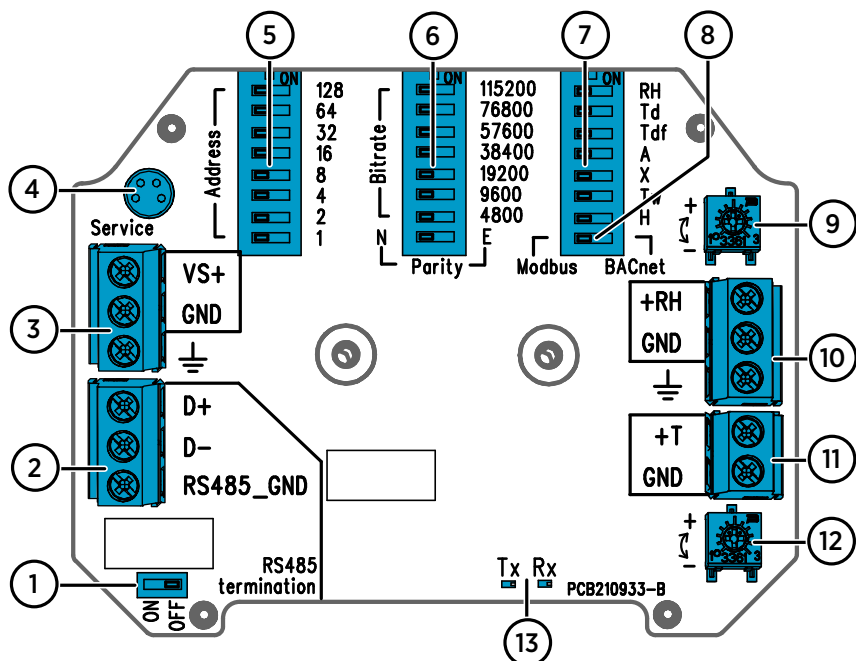 5
6
7
8
ON
ON
ON
128
64
32
16
8
4
2
1
Address
115200
76800
57600
38400
19200
9600
4800
Bitrate
N
E
Parity
RH
Td
Tdf
A
X
Tw
H
Modbus
BACnet
4
Service
3
VS+
GND
2
D+
D-
RS485_GND
1
ON
OFF
RS485
termination
Tx
Rx
13
PCB210933-B
+
-
9
+RH
GND
10
+T
GND
11
+
-
12